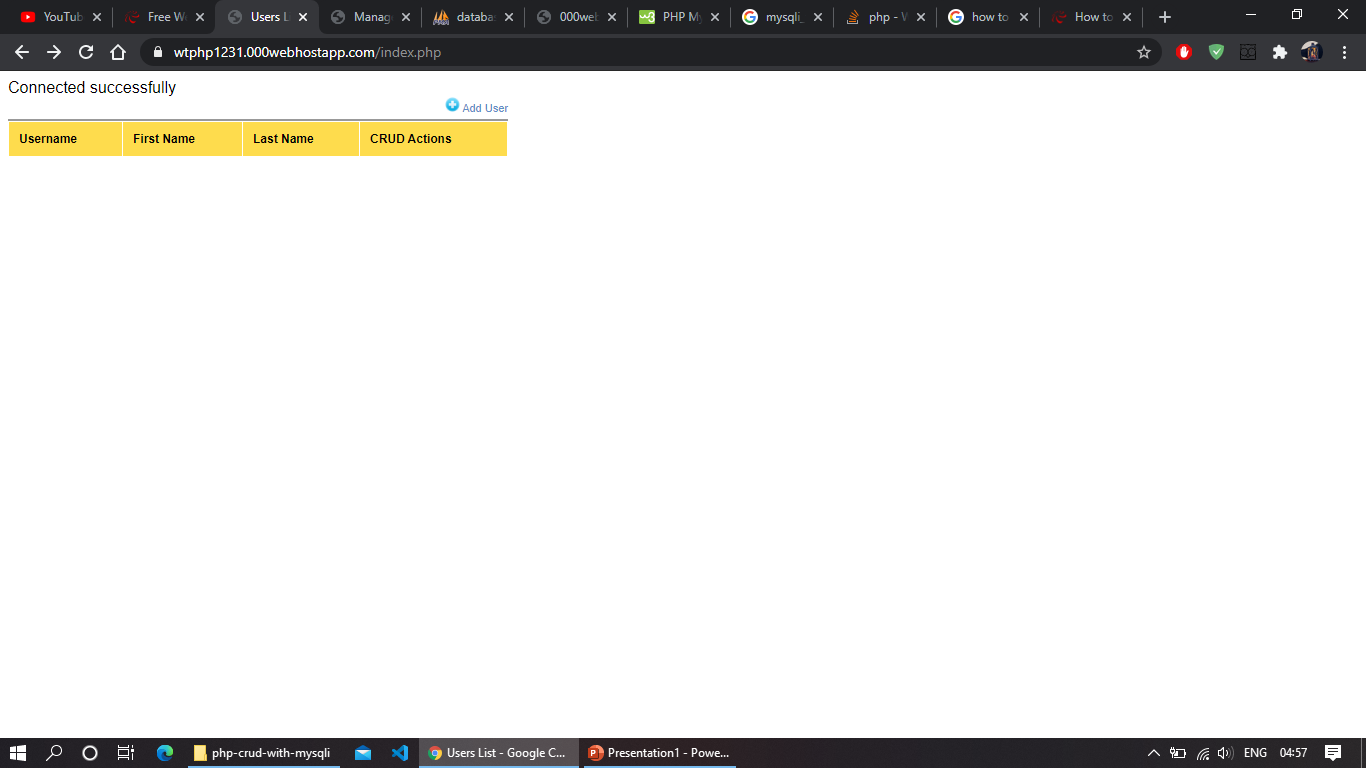 YouTub Free W Users L Manag databa 000web PHP My mysqli_ php - W how to How to
wtphp1231.000webhostapp.com/index.php
Connected successfully
Add User
Username First Name Last Name CRUD Actions
php-crud-with-mysqli Users List - Google C... Presentation1 - Powe... ENG 04:57